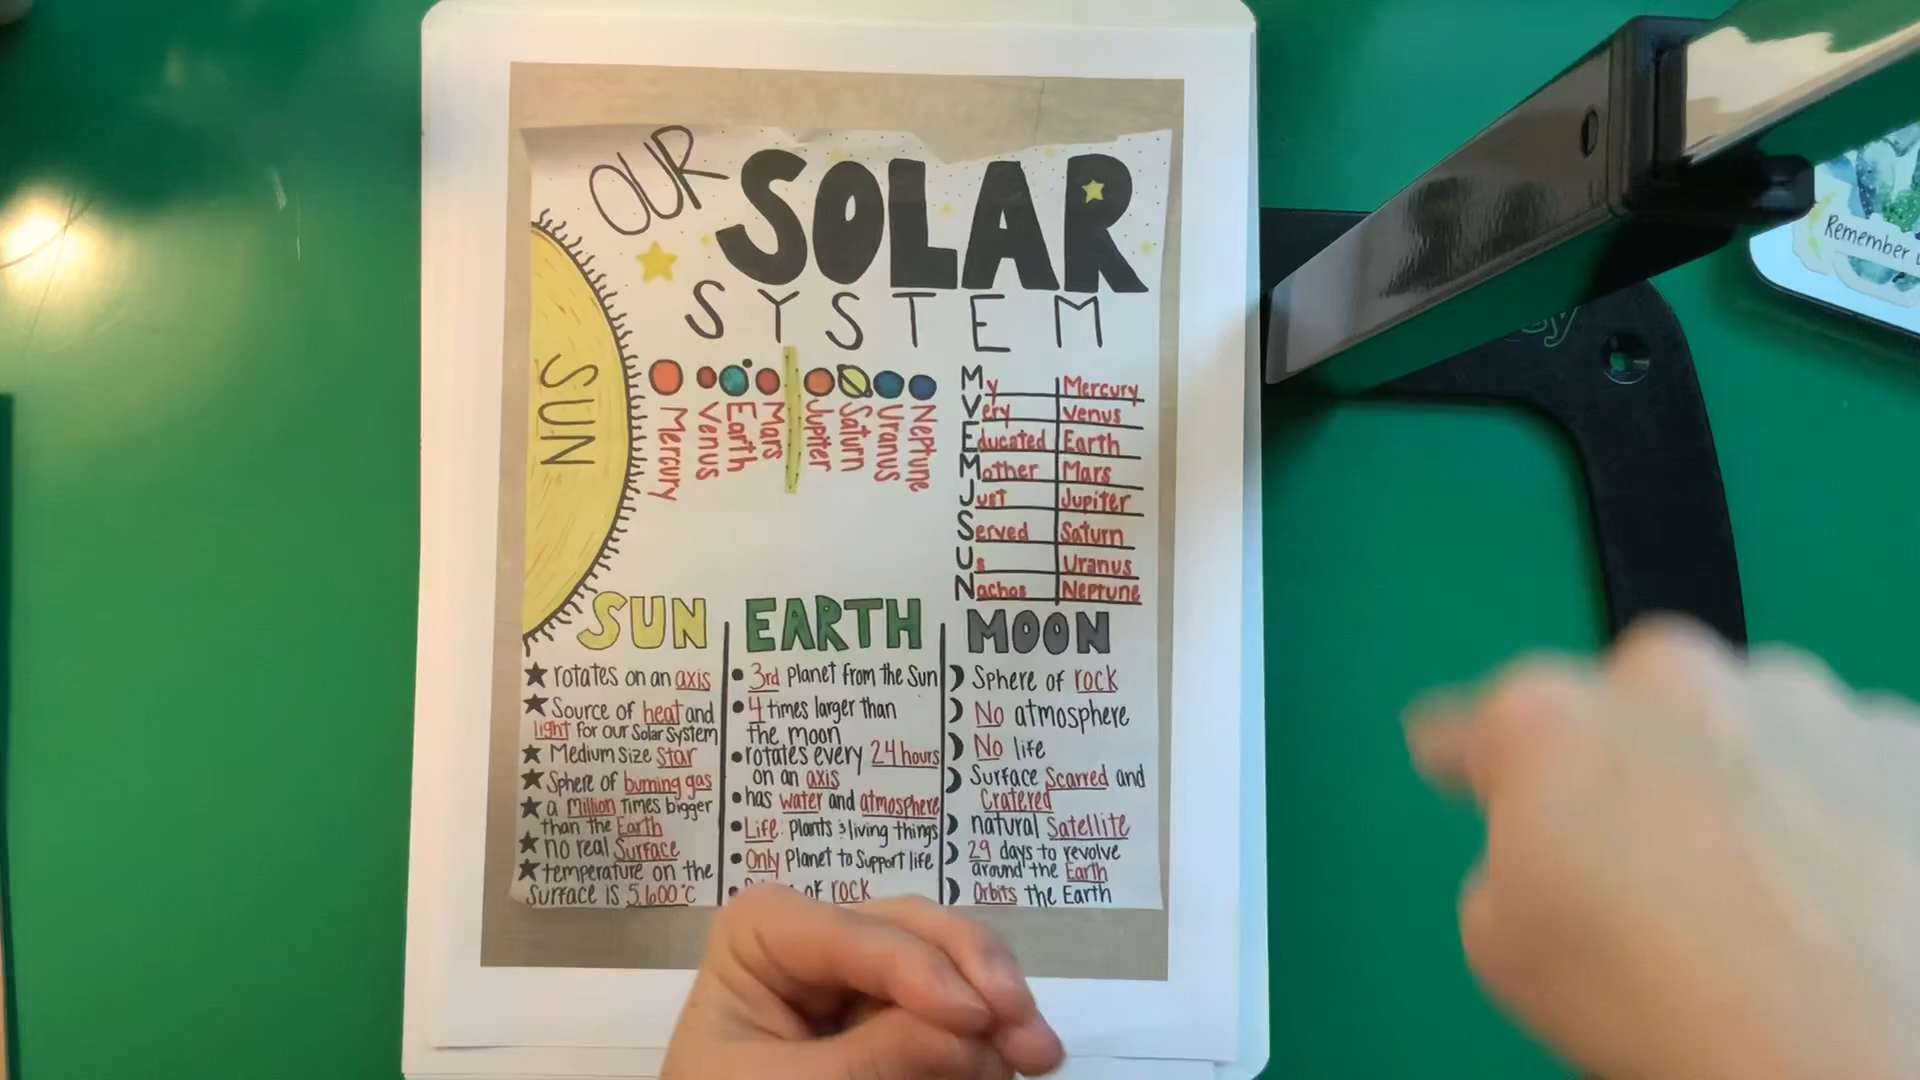 OUR
SOLAR
SYSTEM
SUN
Mercury
Venus
Earth
Mars
Jupiter
Saturn
Uranus
Neptune
My Mercury
Very Venus
Educated Earth
Mother Mars
Just Jupiter
Served Saturn
Us Uranus
Nachos Neptune
SUN
★ rotates on an axis
★ Source of heat and
light for our Solar System
★ Medium Size Star
★ Sphere of burning gas
★ a Million times bigger
than the Earth
★ no real Surface
★ temperature on the
Surface is 5,600°C
EARTH
• 3rd planet from the Sun
• 4 times larger than
the moon
• rotates every 24 hours
on an axis
• has water and atmosphere
• Life: plants & living things
• Only Planet to Support life
• of rock
MOON
Sphere of rock
No atmosphere
No life
Surface Scarred and
Cratered
natural Satellite
29 days to revolve
around the Earth
Orbits the Earth
Remember